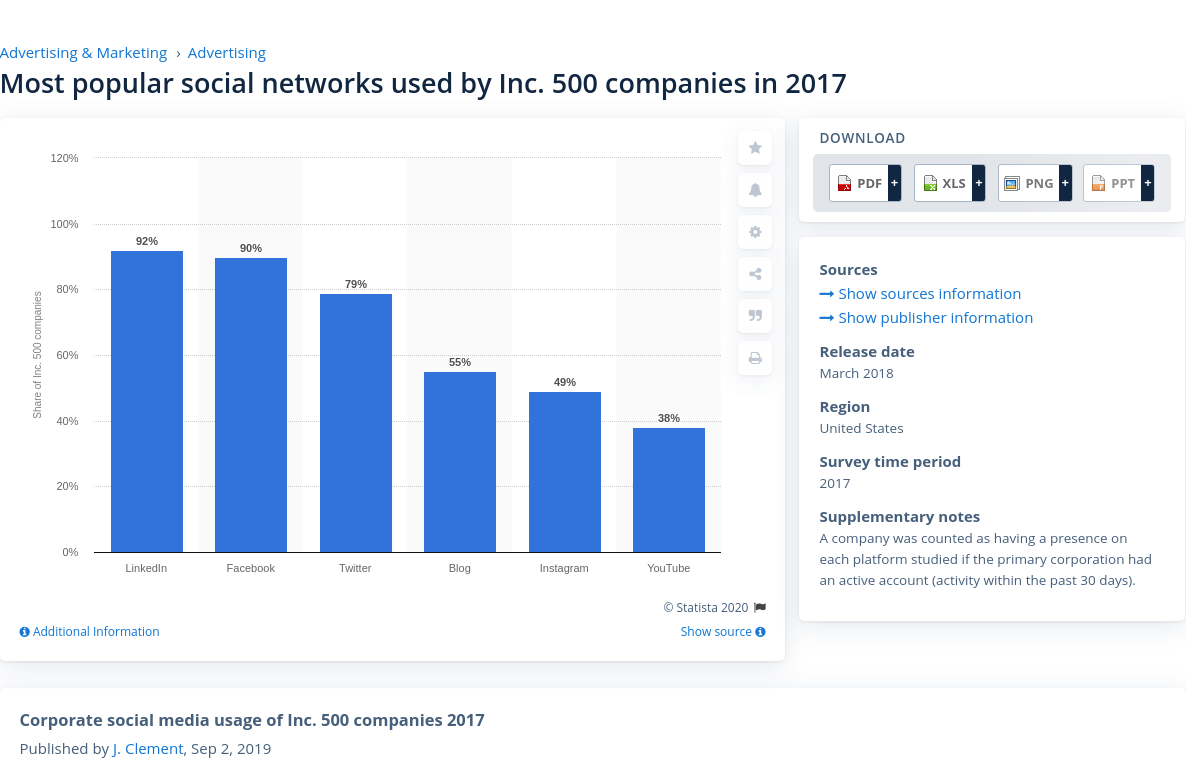 Advertising & Marketing › Advertising
Most popular social networks used by Inc. 500 companies in 2017
120%
100%
80%
60%
40%
20%
0%
Share of Inc. 500 companies
92%
90%
79%
55%
49%
38%
LinkedIn
Facebook
Twitter
Blog
Instagram
YouTube
© Statista 2020
Additional Information
Show source
DOWNLOAD
PDF +
XLS +
PNG +
PPT +
Sources
Show sources information
Show publisher information
Release date
March 2018
Region
United States
Survey time period
2017
Supplementary notes
A company was counted as having a presence on
each platform studied if the primary corporation had
an active account (activity within the past 30 days).
Corporate social media usage of Inc. 500 companies 2017
Published by J. Clement, Sep 2, 2019